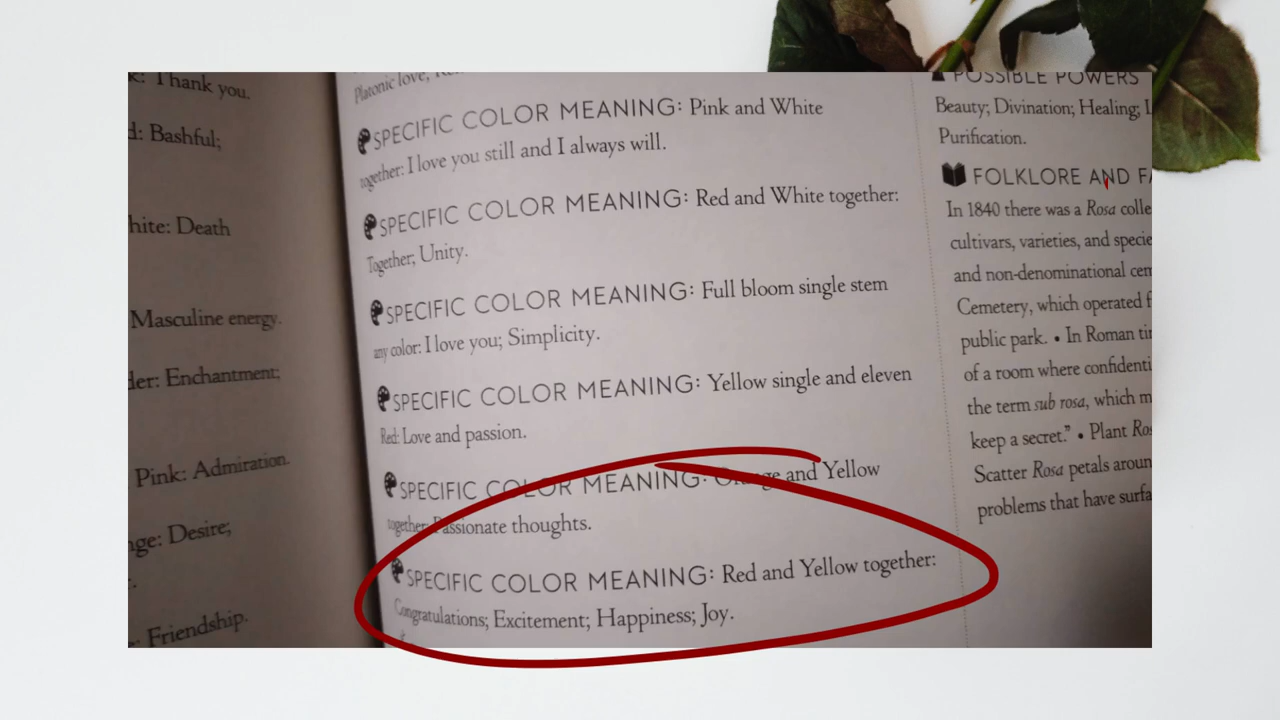 k: Thank you.
d: Bashful;
hite: Death
Masculine energy.
der: Enchantment;
Pink: Admiration.
nge: Desire;
r.
e: Friendship.
Platonic love,
SPECIFIC COLOR MEANING: Pink and White
together: I love you still and I always will.
SPECIFIC COLOR MEANING: Red and White together:
Together; Unity.
SPECIFIC COLOR MEANING: Full bloom single stem
any color: I love you; Simplicity.
SPECIFIC COLOR MEANING: Yellow single and eleven
Red: Love and passion.
SPECIFIC COLOR MEANING: Orange and Yellow
together: Passionate thoughts.
SPECIFIC COLOR MEANING: Red and Yellow together:
Congratulations; Excitement; Happiness; Joy.
POSSIBLE POWERS
Beauty; Divination; Healing; L
Purification.
FOLKLORE AND FA
In 1840 there was a Rosa colle
cultivars, varieties, and specie
and non-denominational cem
Cemetery, which operated f
public park. • In Roman tim
of a room where confidenti
the term sub rosa, which m
keep a secret." • Plant Ros
Scatter Rosa petals aroun
problems that have surfa